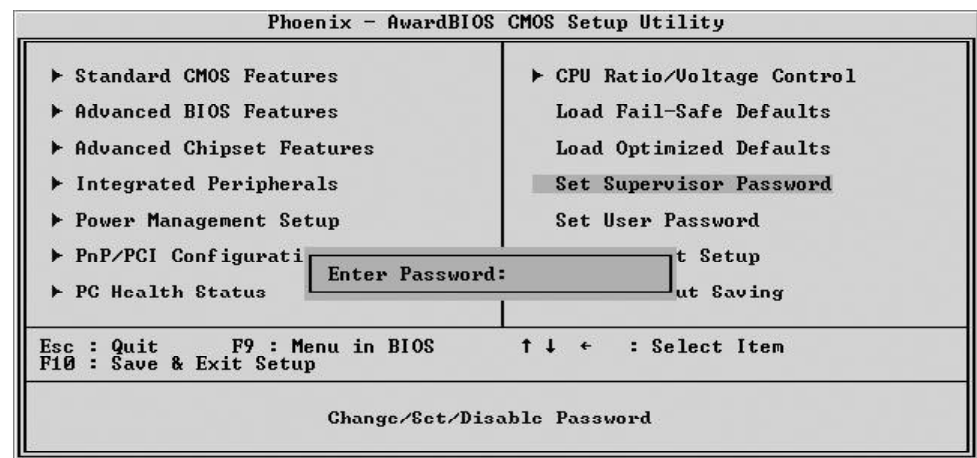 Phoenix - AwardBIOS CMOS Setup Utility
▶ Standard CMOS Features
▶ Advanced BIOS Features
▶ Advanced Chipset Features
▶ Integrated Peripherals
▶ Power Management Setup
▶ PnP/PCI Configurati
▶ PC Health Status
▶ CPU Ratio/Voltage Control
Load Fail-Safe Defaults
Load Optimized Defaults
Set Supervisor Password
Set User Password
t Setup
ut Saving
Enter Password:
Esc : Quit F9 : Menu in BIOS ↑ ↓ ← : Select Item
F10 : Save & Exit Setup
Change/Set/Disable Password